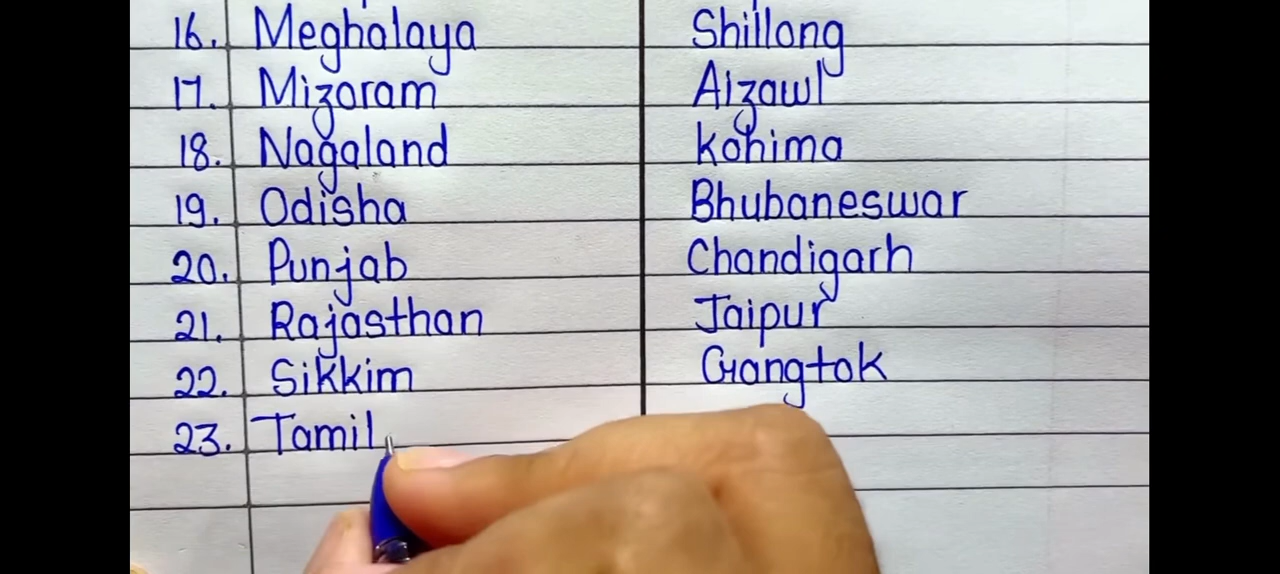 16. Meghalaya Shillong
17. Mizaram Aizawl
18. Nagaland Kohima
19. Odisha Bhubaneswar
20. Punjab Chandigarh
21. Rajasthan Jaipur
22. Sikkim Gangtok
23. Tamil